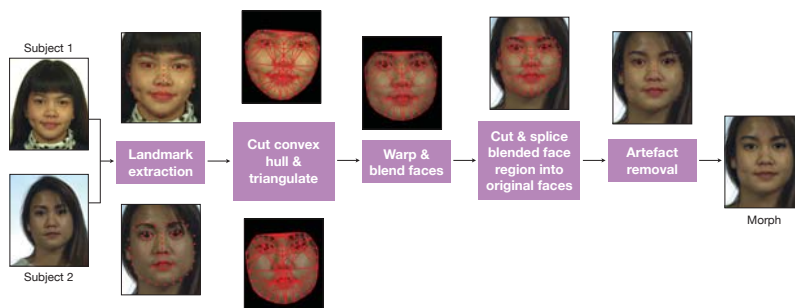 Subject 1
Subject 2
Landmark
extraction
Cut convex
hull &
triangulate
Warp &
blend faces
Cut & splice
blended face
region into
original faces
Artefact
removal
Morph